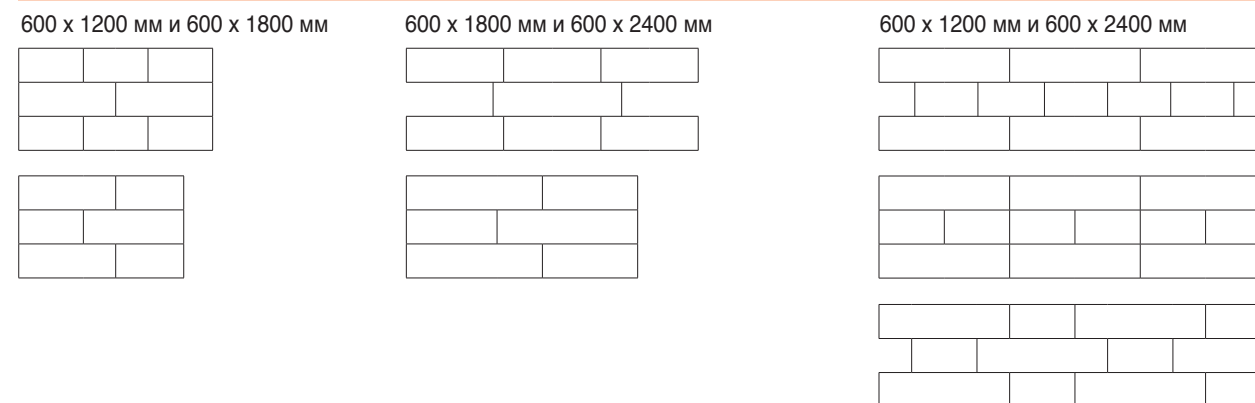 600 x 1200 мм и 600 x 1800 мм
600 x 1800 мм и 600 x 2400 мм
600 x 1200 мм и 600 x 2400 мм